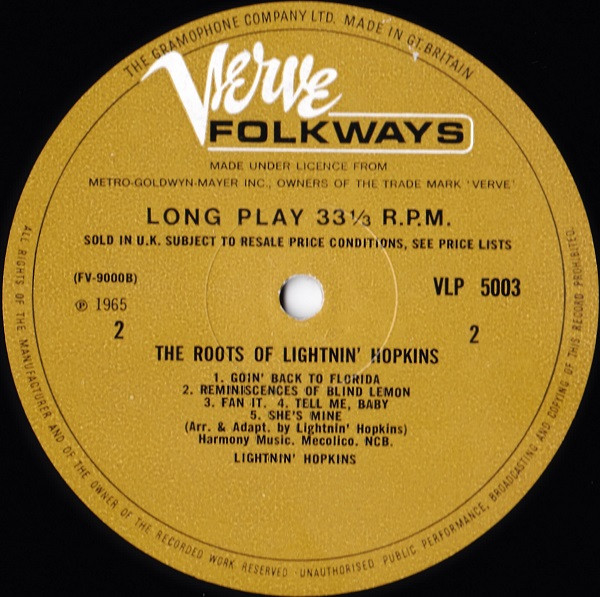 THE GRAMOPHONE COMPANY LTD. MADE IN GT. BRITAIN
Verve
FOLKWAYS
MADE UNDER LICENCE FROM
METRO-GOLDWYN-MAYER INC., OWNERS OF THE TRADE MARK 'VERVE'
LONG PLAY 33⅓ R.P.M.
SOLD IN U.K. SUBJECT TO RESALE PRICE CONDITIONS, SEE PRICE LISTS
(FV-9000B)
VLP 5003
℗ 1965
2
2
THE ROOTS OF LIGHTNIN' HOPKINS
1. GOIN' BACK TO FLORIDA
2. REMINISCENCES OF BLIND LEMON
3. FAN IT. 4. TELL ME, BABY
5. SHE'S MINE
(Arr. & Adapt. by Lightnin' Hopkins)
Harmony Music. Mecolico. NCB.
LIGHTNIN' HOPKINS
ALL RIGHTS OF THE MANUFACTURER AND OF THE OWNER OF THE RECORDED WORK RESERVED · UNAUTHORISED PUBLIC PERFORMANCE, BROADCASTING AND COPYING OF THIS RECORD PROHIBITED